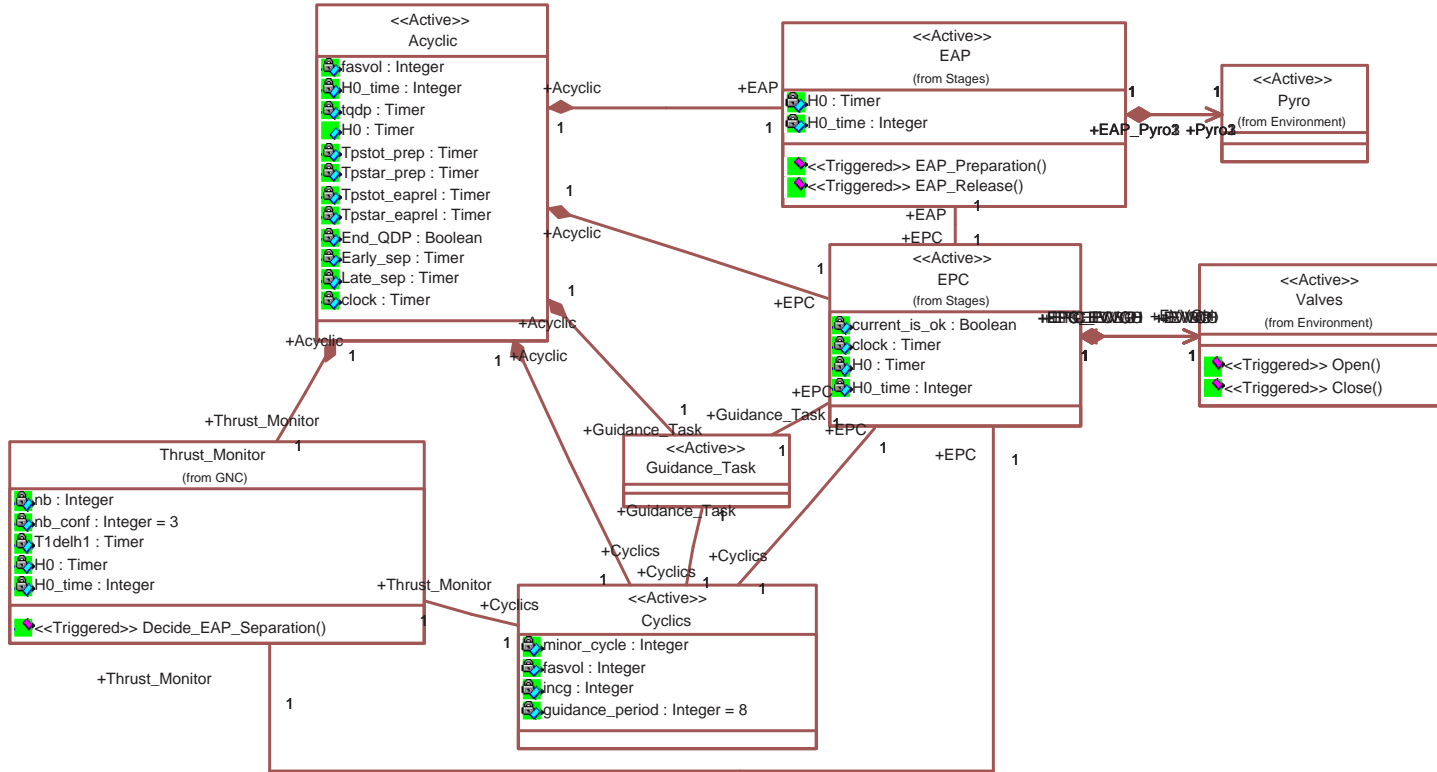 <<Active>>
Acyclic
fasvol : Integer
H0_time : Integer
tqdp : Timer
H0 : Timer
Tpstot_prep : Timer
Tpstar_prep : Timer
Tpstot_eaprel : Timer
Tpstar_eaprel : Timer
End_QDP : Boolean
Early_sep : Timer
Late_sep : Timer
clock : Timer
+Acyclic
1
+EAP
1
<<Active>>
EAP
(from Stages)
H0 : Timer
H0_time : Integer
<<Triggered>> EAP_Preparation()
<<Triggered>> EAP_Release()
1
1
<<Active>>
Pyro
(from Environment)
+EAP
1
+EPC
1
1
+Acyclic
1
+EPC
<<Active>>
EPC
(from Stages)
current_is_ok : Boolean
clock : Timer
H0 : Timer
H0_time : Integer
1
1
<<Active>>
Valves
(from Environment)
<<Triggered>> Open()
<<Triggered>> Close()
1
+Acyclic
1
+Guidance_Task
+EPC
1
+Guidance_Task
1
<<Active>>
Guidance_Task
+Acyclic
1
+Thrust_Monitor
1
1
+Acyclic
+Cyclics
1
+EPC
1
+Cyclics
1
+Guidance_Task
1
+Cyclics
1
+EPC
1
Thrust_Monitor
(from GNC)
nb : Integer
nb_conf : Integer = 3
T1delh1 : Timer
H0 : Timer
H0_time : Integer
<<Triggered>> Decide_EAP_Separation()
+Thrust_Monitor
1
+Cyclics
1
<<Active>>
Cyclics
minor_cycle : Integer
fasvol : Integer
incg : Integer
guidance_period : Integer = 8
+Thrust_Monitor
1